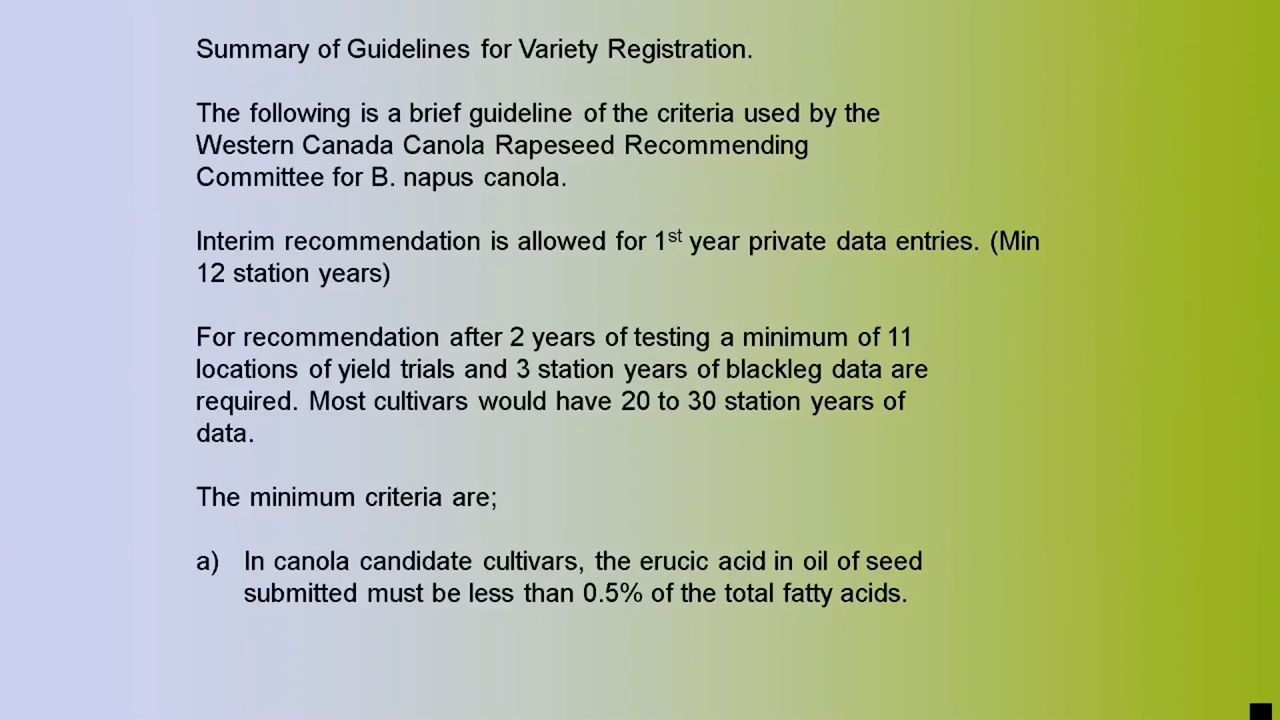 Summary of Guidelines for Variety Registration.
The following is a brief guideline of the criteria used by the
Western Canada Canola Rapeseed Recommending
Committee for B. napus canola.
Interim recommendation is allowed for 1st year private data entries. (Min
12 station years)
For recommendation after 2 years of testing a minimum of 11
locations of yield trials and 3 station years of blackleg data are
required. Most cultivars would have 20 to 30 station years of
data.
The minimum criteria are;
a) In canola candidate cultivars, the erucic acid in oil of seed
submitted must be less than 0.5% of the total fatty acids.